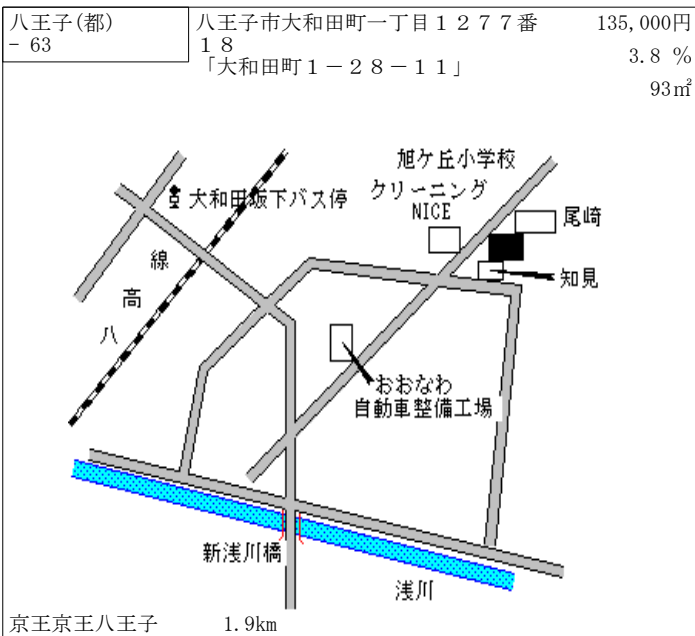 八王子(都)
- 63
八王子市大和田町一丁目１２７７番
１８
「大和田町１－２８－１１」
135,000円
3.8 %
93㎡
旭ケ丘小学校
クリーニング
NICE
尾崎
大和田坂下バス停
知見
線
高
八
おおなわ
自動車整備工場
新浅川橋
浅川
京王京王八王子 1.9km